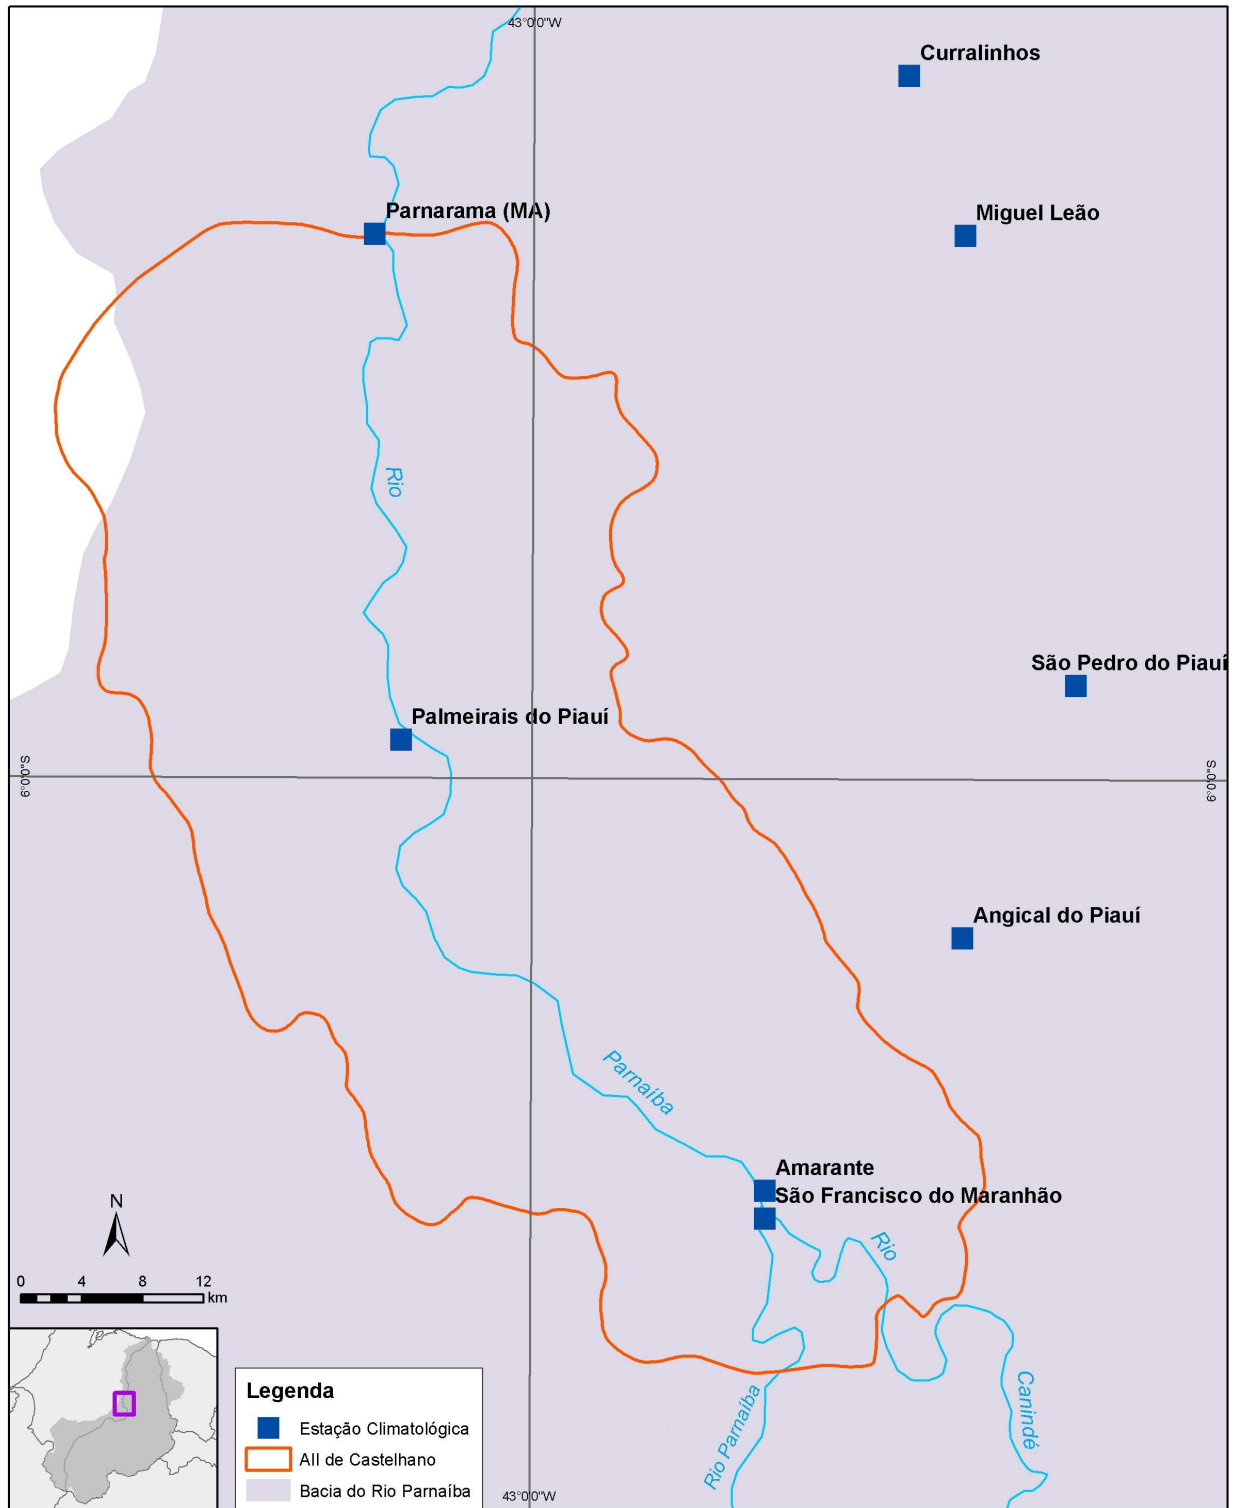 43°0'0"W
Curralinhos
Parnarama (MA)
Miguel Leão
Rio
São Pedro do Piauí
Palmeirais do Piauí
6°0'0"S
6°0'0"S
Angical do Piauí
Parnaíba
Amarante
São Francisco do Maranhão
N
Rio
0 4 8 12
km
Canindé
Rio Parnaíba
Legenda
Estação Climatológica
AII de Castelhano
Bacia do Rio Parnaíba
43°0'0"W